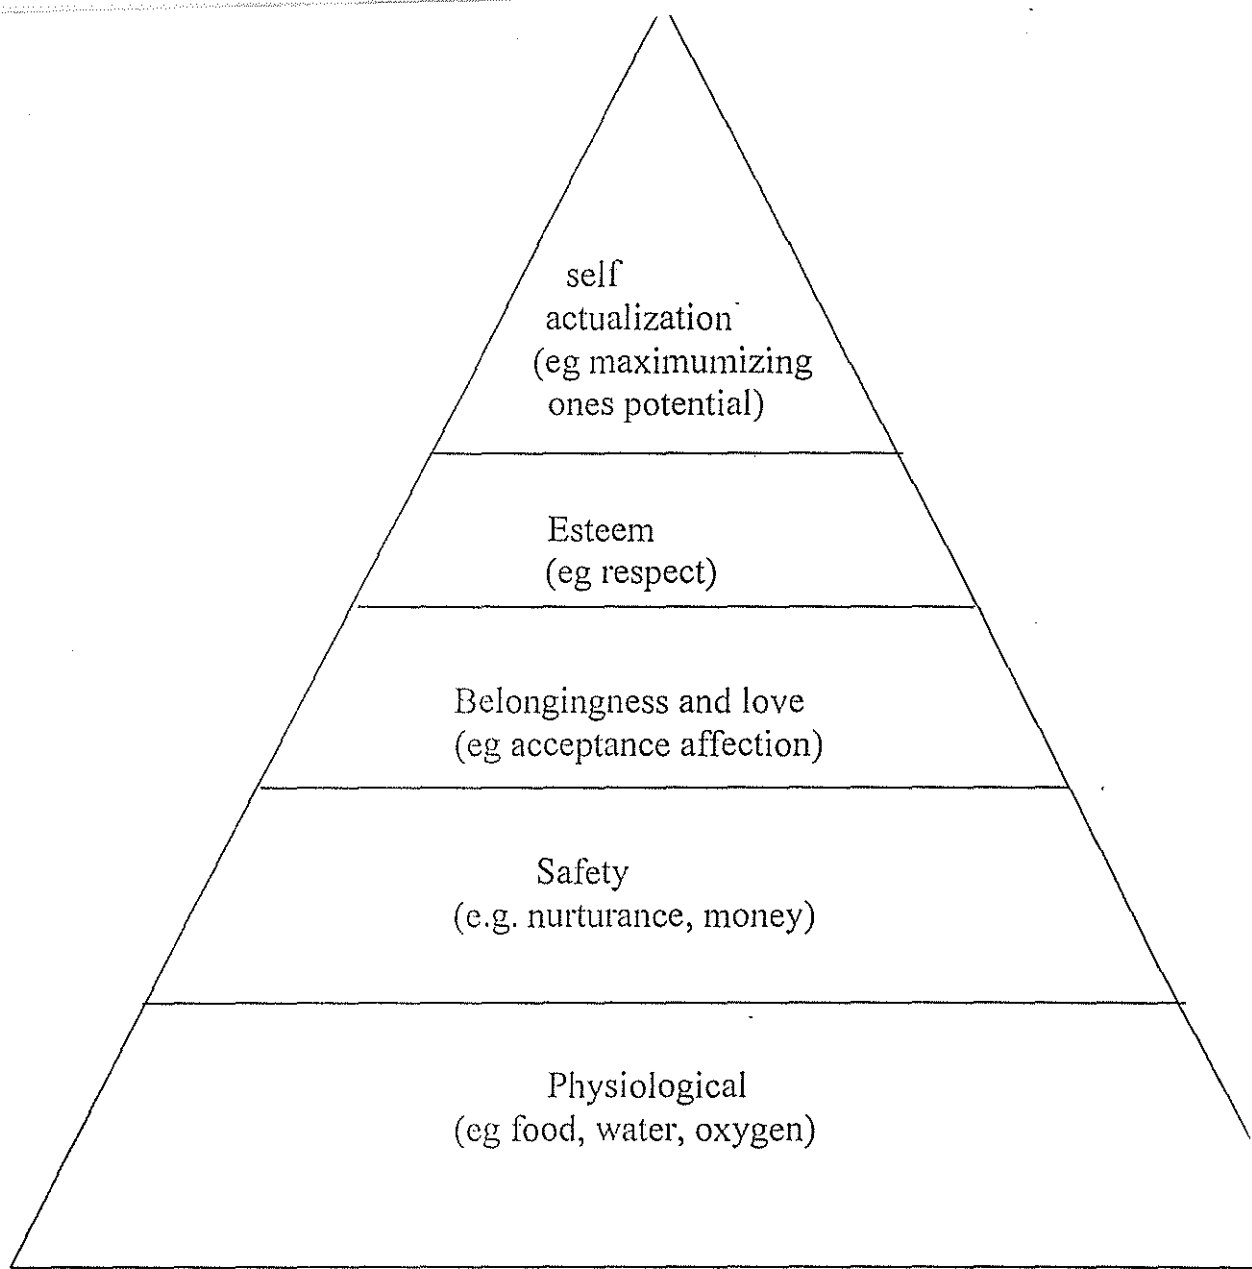 self
actualization
(eg maximumizing
ones potential)
Esteem
(eg respect)
Belongingness and love
(eg acceptance affection)
Safety
(e.g. nurturance, money)
Physiological
(eg food, water, oxygen)